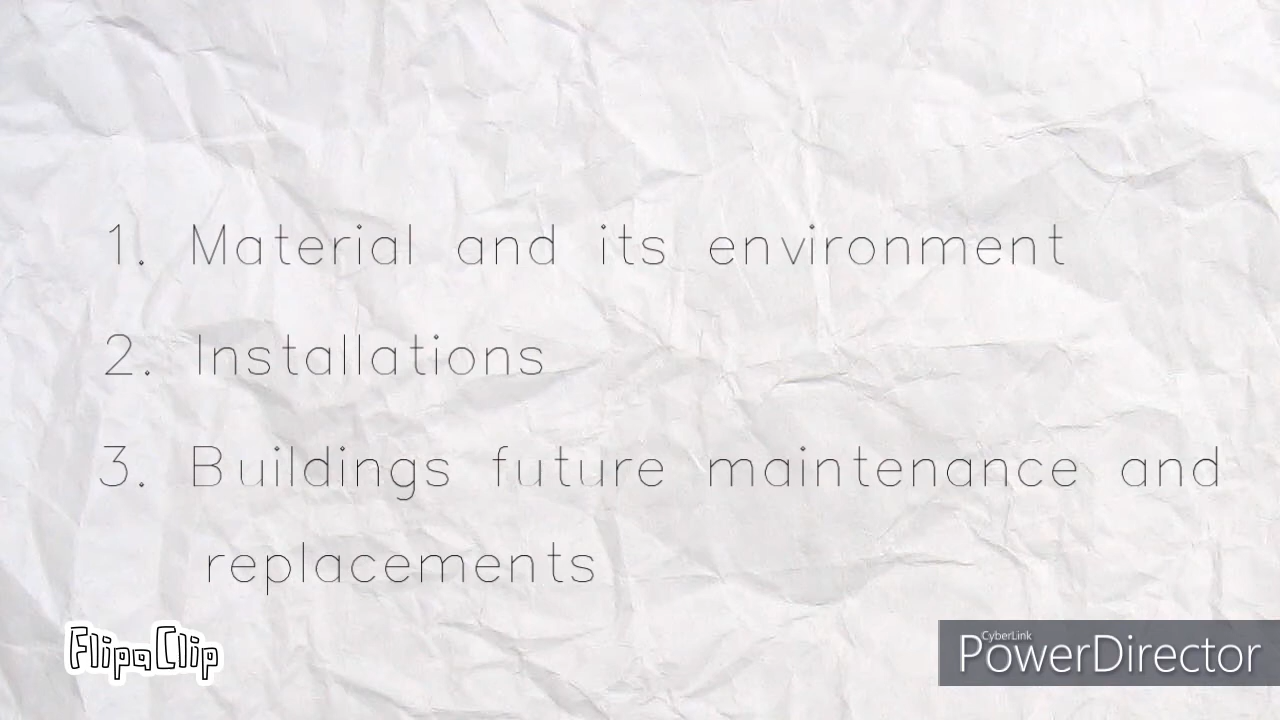 1. Material and its environment
2. Installations
3. Buildings future maintenance and
replacements
FlipaClip
CyberLink
PowerDirector